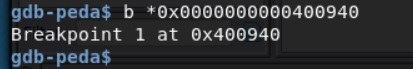 gdb-peda$ b *0x0000000000400940
Breakpoint 1 at 0x400940
gdb-peda$